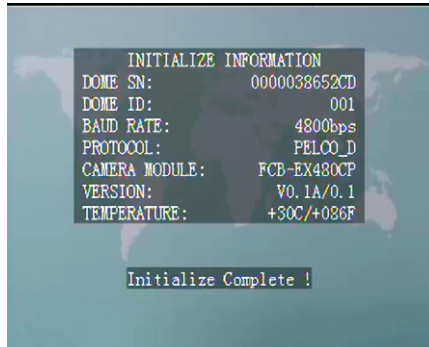 INITIALIZE INFORMATION
DOME SN: 0000038652CD
DOME ID: 001
BAUD RATE: 4800bps
PROTOCOL: PELCO_D
CAMERA MODULE: FCB-EX480CP
VERSION: V0.1A/0.1
TEMPERATURE: +30C/+086F
Initialize Complete !